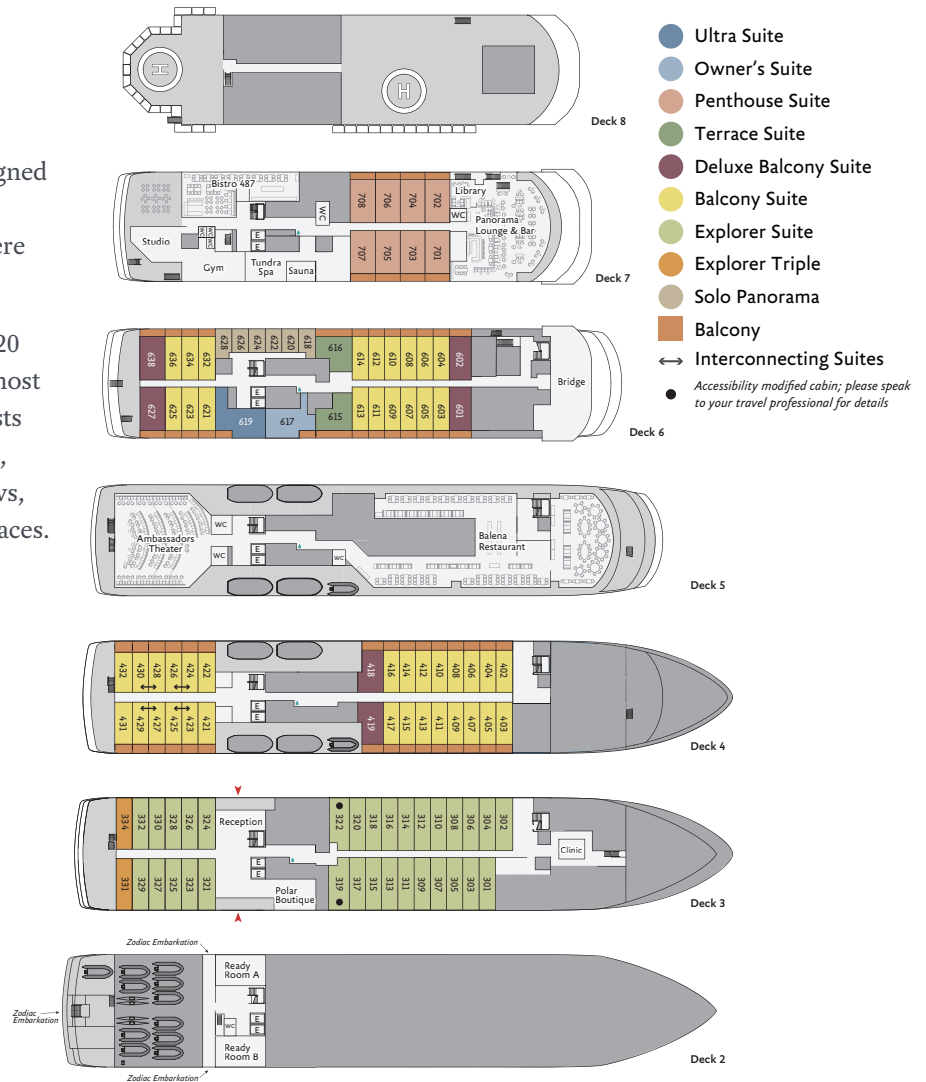 gned
ere
20
nost
sts
,
vs,
aces.
Ultra Suite
Owner's Suite
Penthouse Suite
Terrace Suite
Deluxe Balcony Suite
Balcony Suite
Explorer Suite
Explorer Triple
Solo Panorama
Balcony
Interconnecting Suites
Accessibility modified cabin; please speak
to your travel professional for details
H
H
Deck 8
Bistro 487
Studio
WC
WC
WC
WC
Gym
Tundra
Spa
Sauna
E
E
WC
708 706 704 702
707 705 703 701
Library
WC
Panorama
Lounge & Bar
Deck 7
638 636 634 632 628 626 624 622 620 618 616 614 612 610 608 606 604 602
E
E
627 625 623 621 619 617 615 613 611 609 607 605 603 601
Bridge
Deck 6
Ambassadors
Theater
WC
WC
E
E
WC
Balena
Restaurant
Deck 5
432 430 428 426 424 422 418 416 414 412 410 408 406 404 402
E
E
431 429 427 425 423 421 419 417 415 413 411 409 407 405 403
Deck 4
334 332 330 328 326 324 322 320 318 316 314 312 310 308 306 304 302
Reception
E
E
Polar
Boutique
331 329 327 325 323 321 319 317 315 313 311 309 307 305 303 301
Clinic
Deck 3
Zodiac Embarkation
Ready
Room A
WC
E
E
Ready
Room B
Zodiac
Embarkation
Zodiac Embarkation
Deck 2